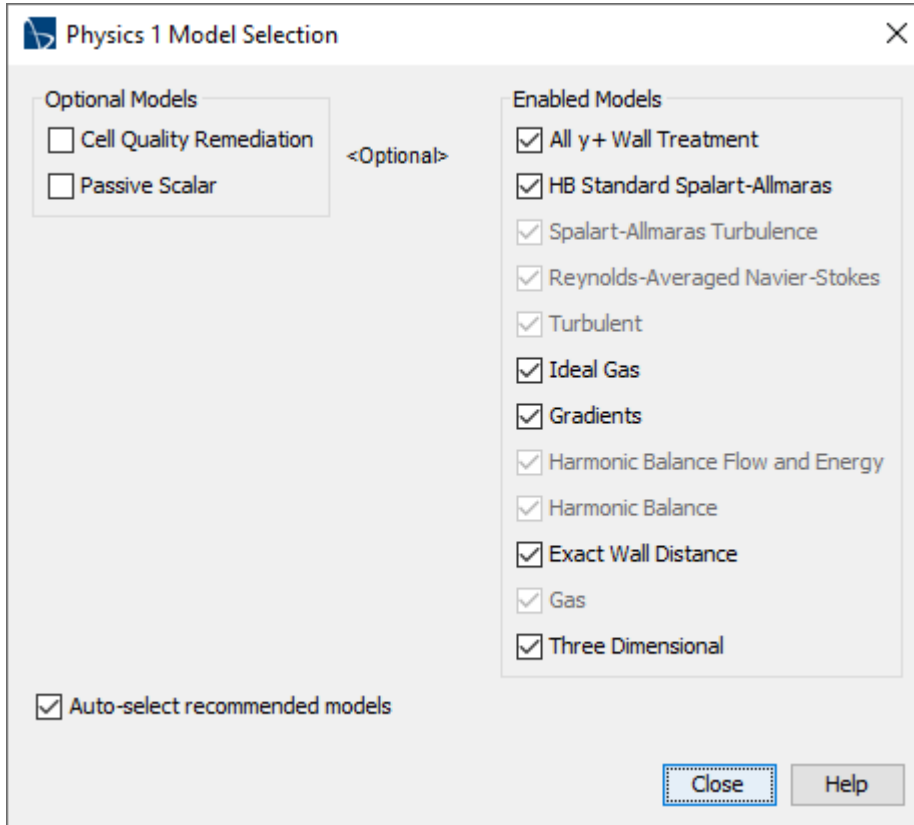 Physics 1 Model Selection
Optional Models
Cell Quality Remediation
Passive Scalar
<Optional>
Enabled Models
All y+ Wall Treatment
HB Standard Spalart-Allmaras
Spalart-Allmaras Turbulence
Reynolds-Averaged Navier-Stokes
Turbulent
Ideal Gas
Gradients
Harmonic Balance Flow and Energy
Harmonic Balance
Exact Wall Distance
Gas
Three Dimensional
Auto-select recommended models
Close
Help